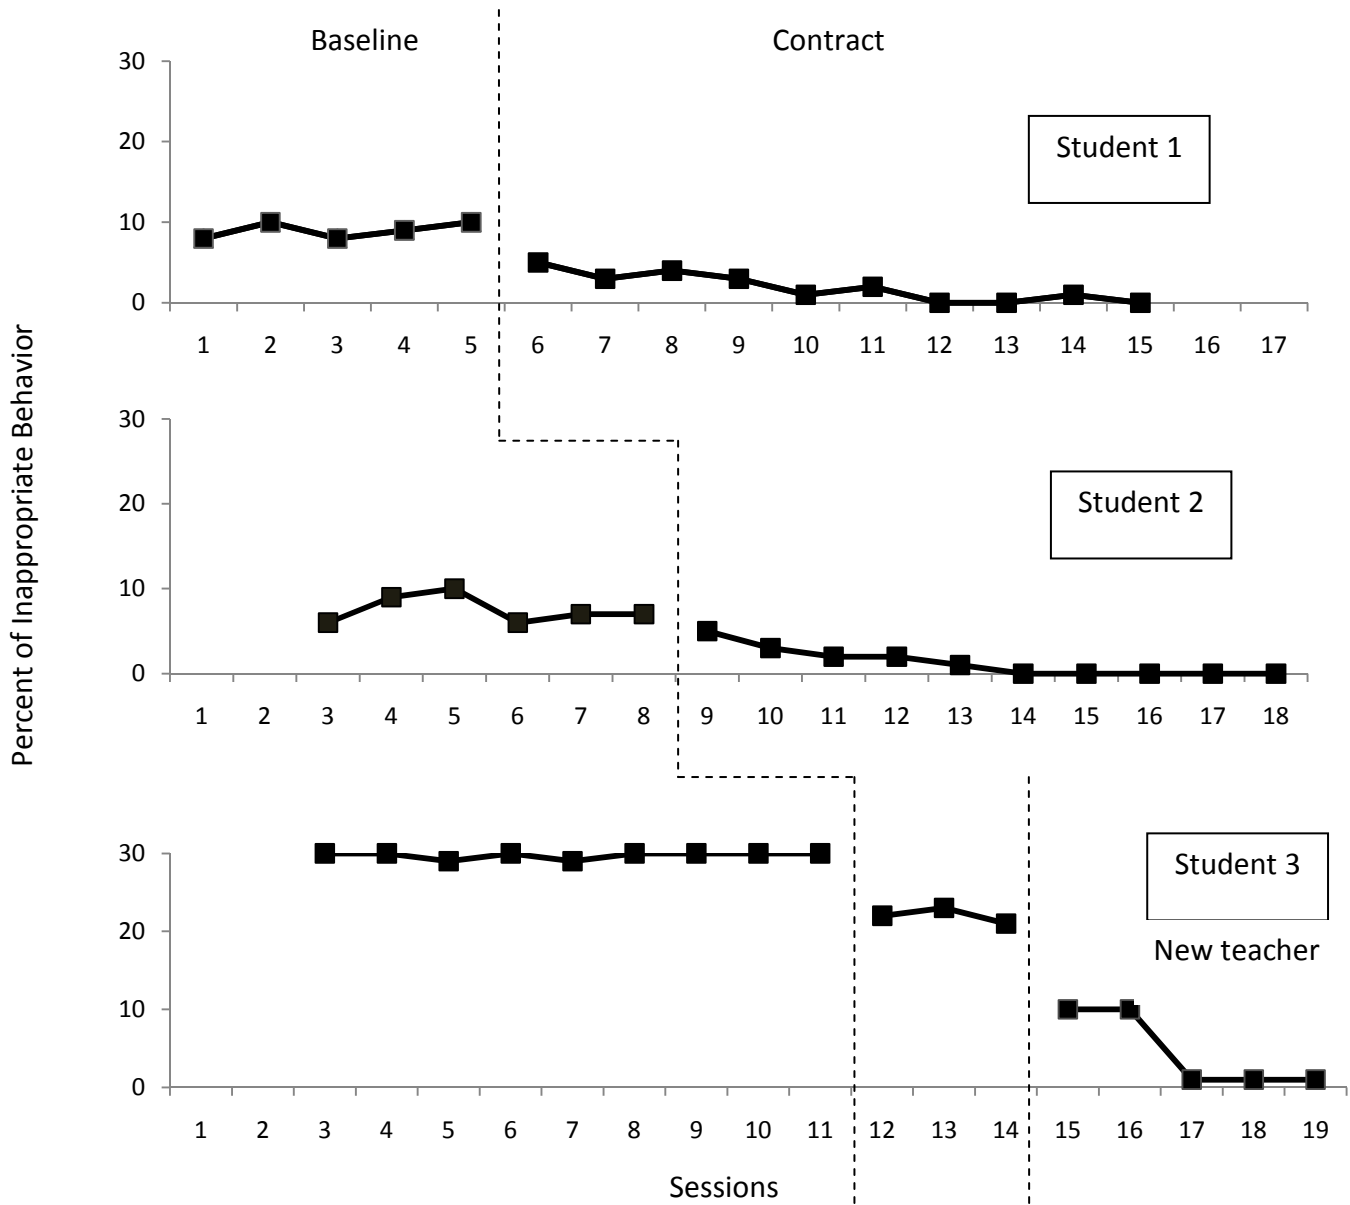 Baseline
Contract
30
20
10
0
Student 1
1 2 3 4 5 6 7 8 9 10 11 12 13 14 15 16 17
Percent of Inappropriate Behavior
30
20
10
0
Student 2
1 2 3 4 5 6 7 8 9 10 11 12 13 14 15 16 17 18
30
20
10
0
Student 3
New teacher
1 2 3 4 5 6 7 8 9 10 11 12 13 14 15 16 17 18 19
Sessions